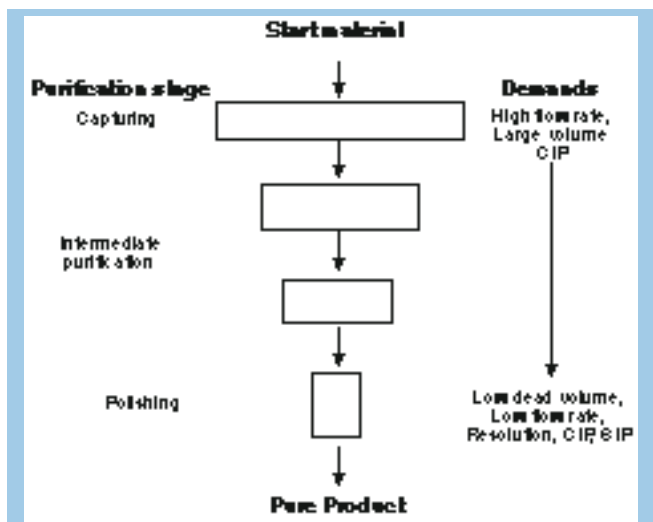 Start material
Purification stage
Demands
Capturing
High flow rate,
Large volume
CIP
Intermediate
purification
Polishing
Low dead volume,
Low flow rate,
Resolution, CIP, SIP
Pure Product